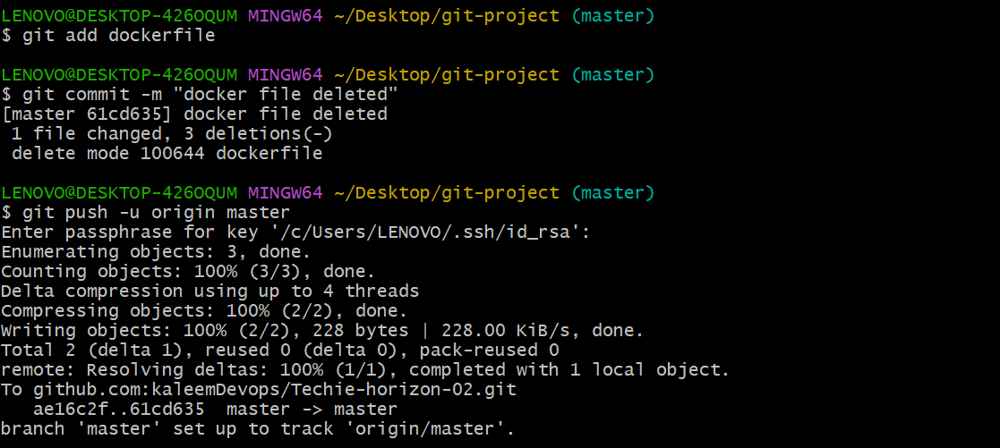 LENOVO@DESKTOP-426OQUM MINGW64 ~/Desktop/git-project (master)
$ git add dockerfile
LENOVO@DESKTOP-426OQUM MINGW64 ~/Desktop/git-project (master)
$ git commit -m "docker file deleted"
[master 61cd635] docker file deleted
 1 file changed, 3 deletions(-)
 delete mode 100644 dockerfile
LENOVO@DESKTOP-426OQUM MINGW64 ~/Desktop/git-project (master)
$ git push -u origin master
Enter passphrase for key '/c/Users/LENOVO/.ssh/id_rsa':
Enumerating objects: 3, done.
Counting objects: 100% (3/3), done.
Delta compression using up to 4 threads
Compressing objects: 100% (2/2), done.
Writing objects: 100% (2/2), 228 bytes | 228.00 KiB/s, done.
Total 2 (delta 1), reused 0 (delta 0), pack-reused 0
remote: Resolving deltas: 100% (1/1), completed with 1 local object.
To github.com:kaleemDevops/Techie-horizon-02.git
   ae16c2f..61cd635  master -> master
branch 'master' set up to track 'origin/master'.